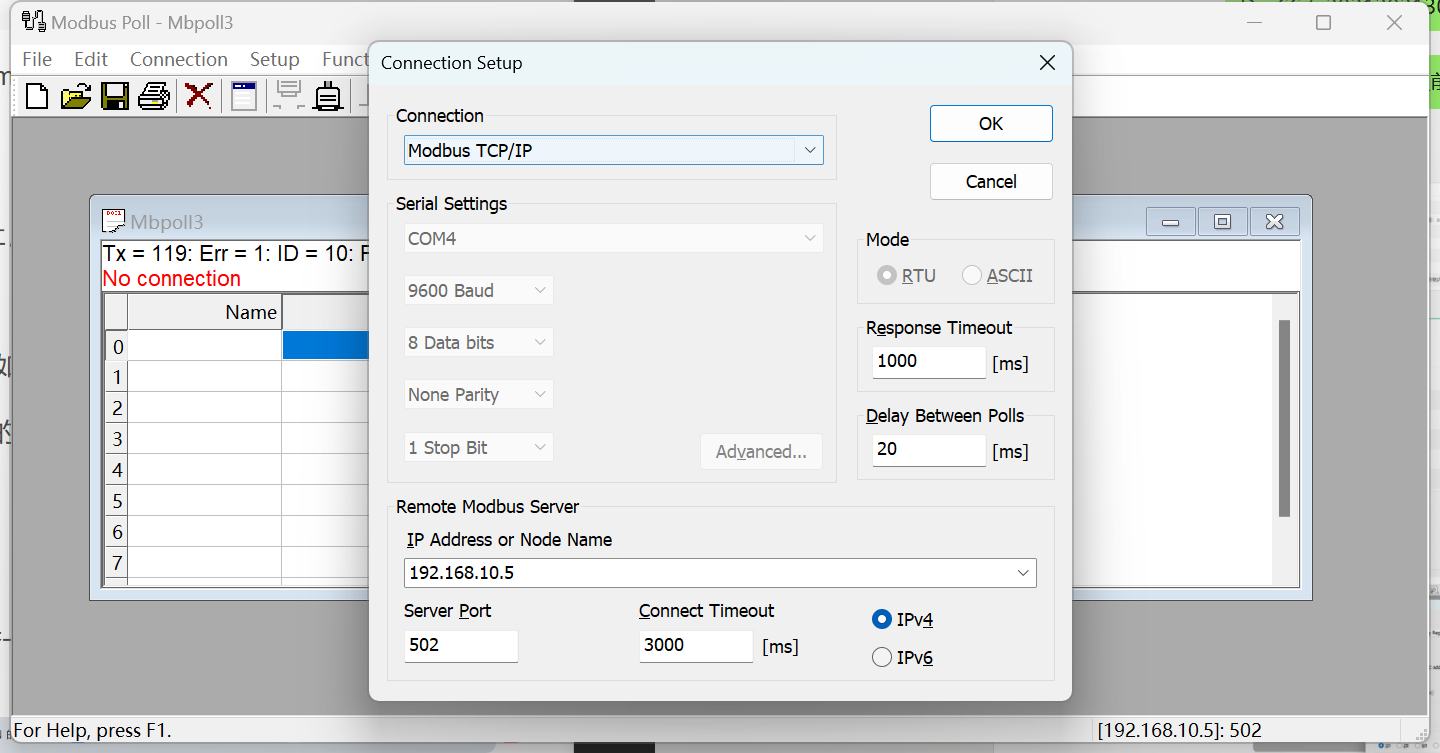 Modbus Poll - Mbpoll3
File Edit Connection Setup Funct
Connection Setup
Connection
Modbus TCP/IP
OK
Cancel
Serial Settings
COM4
9600 Baud
8 Data bits
None Parity
1 Stop Bit
Advanced...
Mode
RTU ASCII
Response Timeout
1000 [ms]
Delay Between Polls
20 [ms]
Remote Modbus Server
IP Address or Node Name
192.168.10.5
Server Port
502
Connect Timeout
3000 [ms]
IPv4
IPv6
Mbpoll3
Tx = 119: Err = 1: ID = 10: F
No connection
Name
0
1
2
3
4
5
6
7
For Help, press F1.
[192.168.10.5]: 502